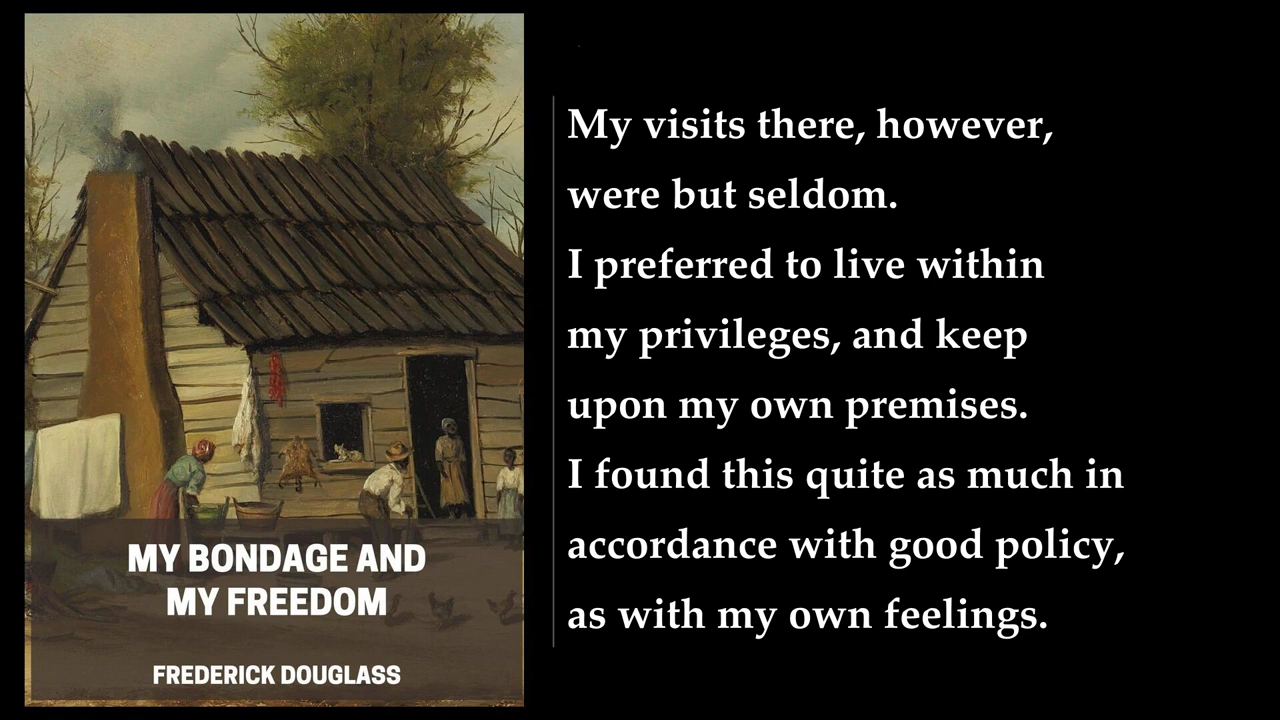 MY BONDAGE AND
MY FREEDOM
FREDERICK DOUGLASS
My visits there, however,
were but seldom.
I preferred to live within
my privileges, and keep
upon my own premises.
I found this quite as much in
accordance with good policy,
as with my own feelings.